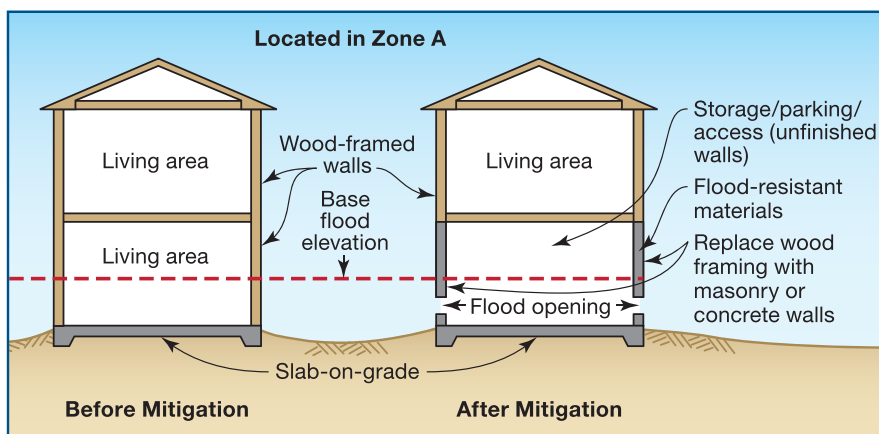 Located in Zone A
Living area
Living area
Wood-framed
walls
Base
flood
elevation
Living area
Storage/parking/
access (unfinished
walls)
Flood-resistant
materials
Replace wood
framing with
masonry or
concrete walls
Flood opening
Slab-on-grade
Before Mitigation
After Mitigation